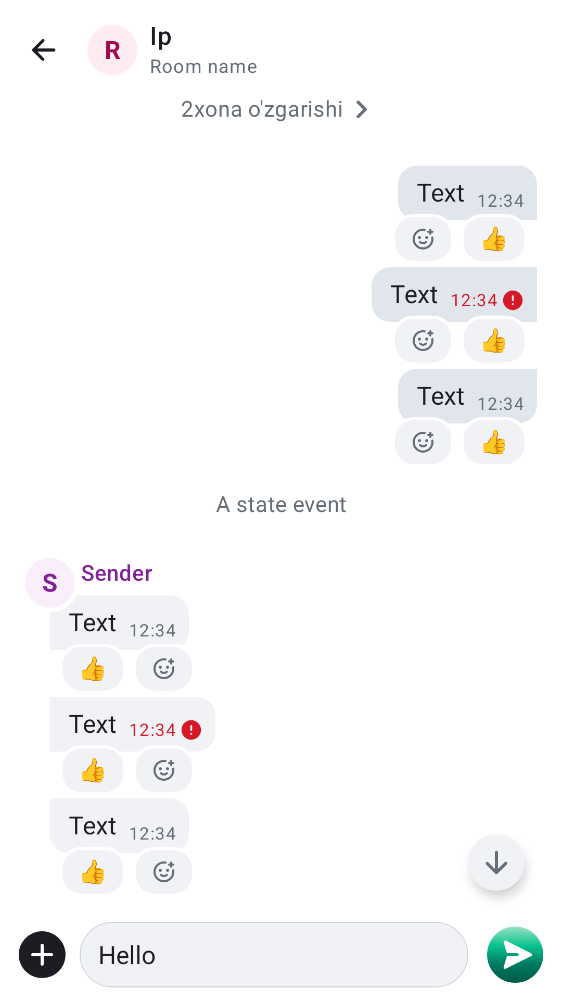 R
Ip
Room name
2xona o'zgarishi
Text 12:34
👍
Text 12:34
👍
Text 12:34
👍
A state event
S
Sender
Text 12:34
👍
Text 12:34
👍
Text 12:34
👍
Hello